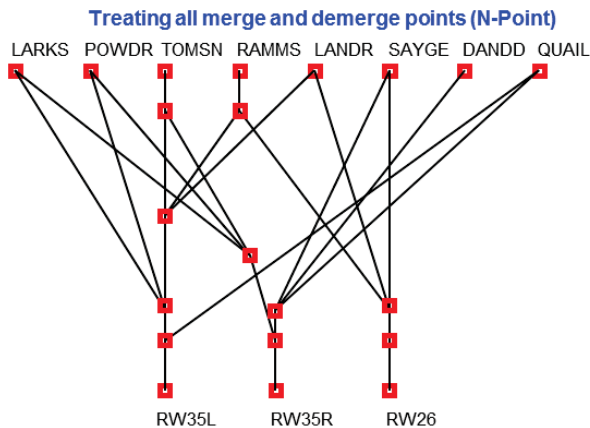 Treating all merge and demerge points (N-Point)
LARKS POWDR TOMSN RAMMS LANDR SAYGE DANDD QUAIL
RW35L RW35R RW26